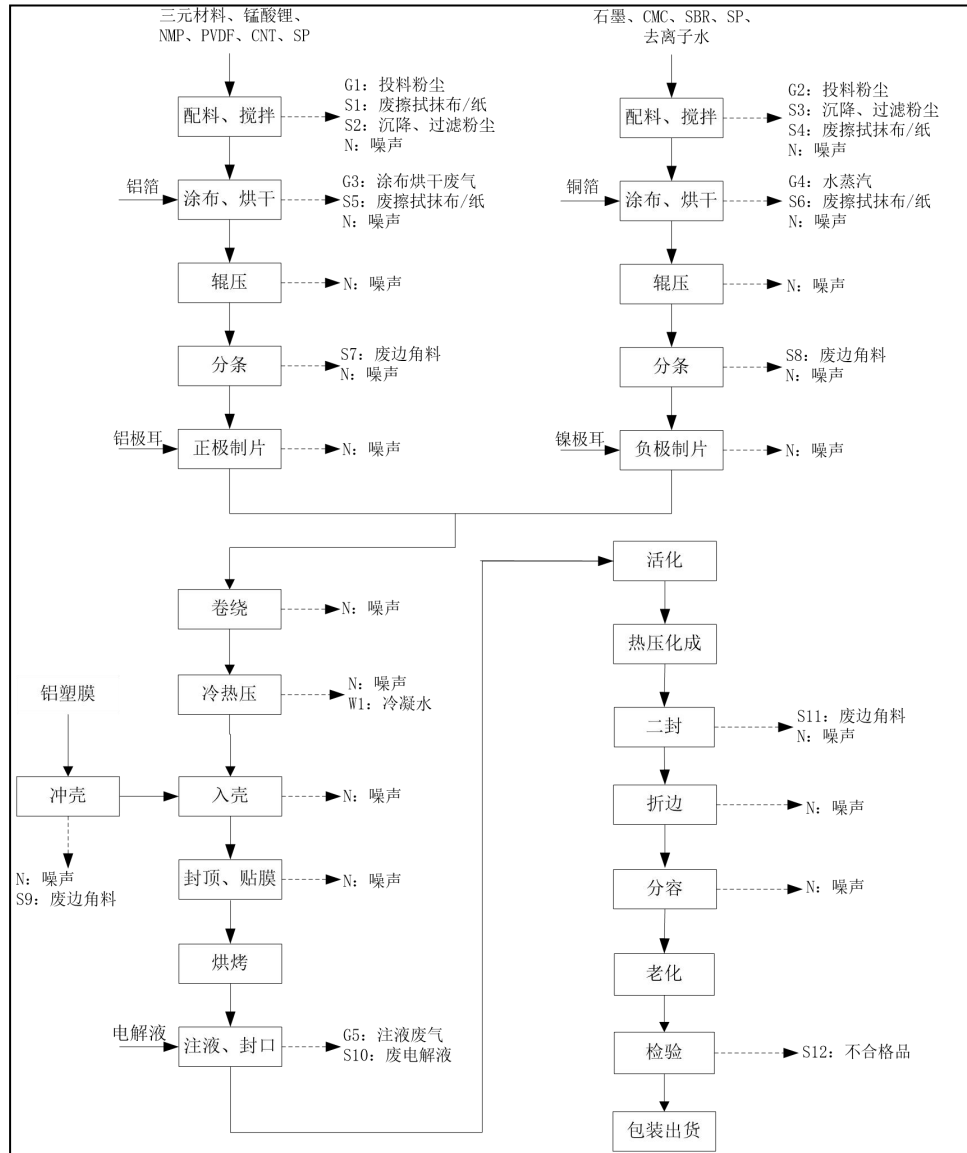 三元材料、锰酸锂、
NMP、PVDF、CNT、SP
配料、搅拌
G1：投料粉尘
S1：废擦拭抹布/纸
S2：沉降、过滤粉尘
N：噪声
铝箔
涂布、烘干
G3：涂布烘干废气
S5：废擦拭抹布/纸
N：噪声
辊压
N：噪声
分条
S7：废边角料
N：噪声
铝极耳
正极制片
N：噪声
石墨、CMC、SBR、SP、
去离子水
配料、搅拌
G2：投料粉尘
S3：沉降、过滤粉尘
S4：废擦拭抹布/纸
N：噪声
铜箔
涂布、烘干
G4：水蒸汽
S6：废擦拭抹布/纸
N：噪声
辊压
N：噪声
分条
S8：废边角料
N：噪声
镍极耳
负极制片
N：噪声
卷绕
N：噪声
冷热压
N：噪声
W1：冷凝水
铝塑膜
冲壳
N：噪声
S9：废边角料
入壳
N：噪声
封顶、贴膜
N：噪声
烘烤
电解液
注液、封口
G5：注液废气
S10：废电解液
活化
热压化成
二封
S11：废边角料
N：噪声
折边
N：噪声
分容
N：噪声
老化
检验
S12：不合格品
包装出货